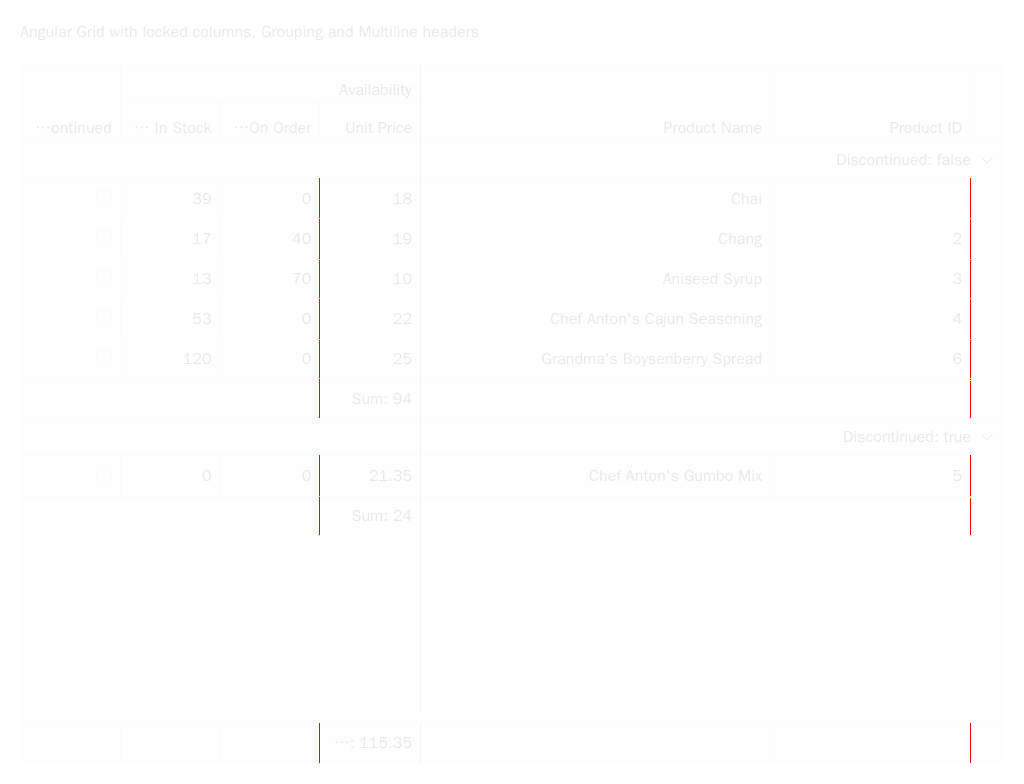 Angular Grid with locked columns, Grouping and Multiline headers
Availability
…ontinued … In Stock …On Order Unit Price Product Name Product ID
Discontinued: false
39 0 18 Chai
17 40 19 Chang 2
13 70 10 Aniseed Syrup 3
53 0 22 Chef Anton's Cajun Seasoning 4
120 0 25 Grandma's Boysenberry Spread 6
Sum: 94
Discontinued: true
0 0 21.35 Chef Anton's Gumbo Mix 5
Sum: 24
…: 115.35